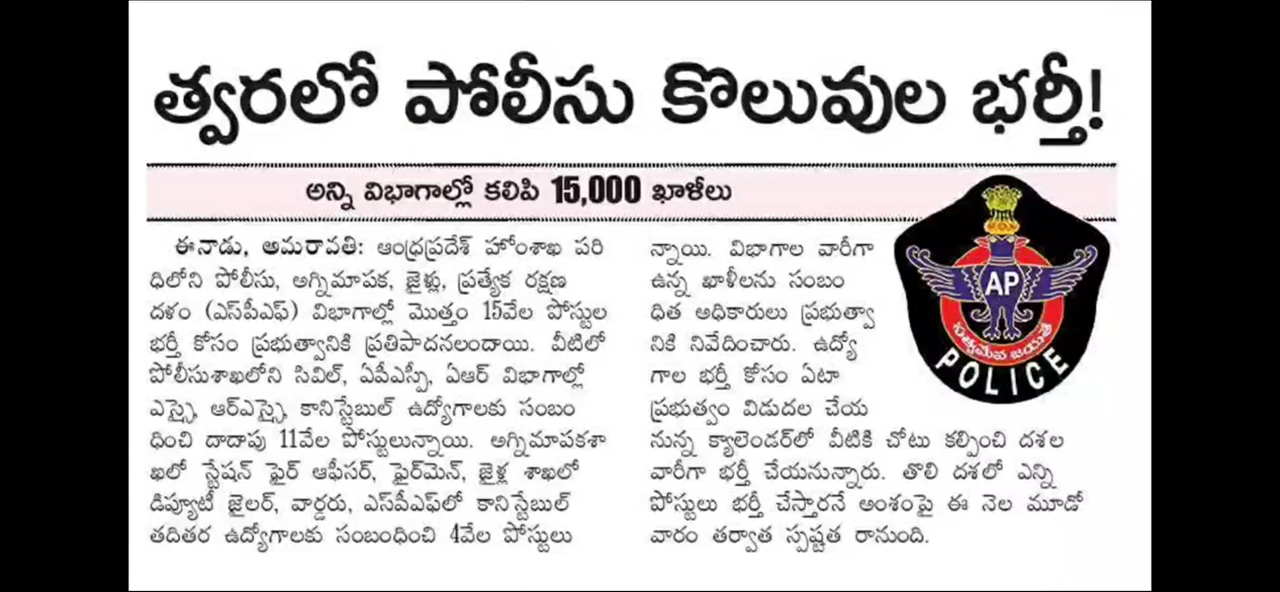 త్వరలో పోలీసు కొలువుల భర్తీ!
అన్ని విభాగాల్లో కలిపి 15,000 ఖాళీలు
ఈనాడు, అమరావతి: ఆంధ్రప్రదేశ్ హోంశాఖ పరి
ధిలోని పోలీసు, అగ్నిమాపక, జైళ్లు, ప్రత్యేక రక్షణ
దళం (ఎస్‌పీఎఫ్) విభాగాల్లో మొత్తం 15వేల పోస్టుల
భర్తీ కోసం ప్రభుత్వానికి ప్రతిపాదనలందాయి. వీటిలో
పోలీసుశాఖలోని సివిల్, ఏపీఎస్పీ, ఏఆర్ విభాగాల్లో
ఎస్సై, ఆర్ఎస్సై, కానిస్టేబుల్ ఉద్యోగాలకు సంబం
ధించి దాదాపు 11వేల పోస్టులున్నాయి. అగ్నిమాపకశా
ఖలో స్టేషన్ ఫైర్ ఆఫీసర్, ఫైర్‌మెన్, జైళ్ల శాఖలో
డిప్యూటీ జైలర్, వార్డరు, ఎస్‌పీఎఫ్‌లో కానిస్టేబుల్
తదితర ఉద్యోగాలకు సంబంధించి 4వేల పోస్టులు
న్నాయి. విభాగాల వారీగా
ఉన్న ఖాళీలను సంబం
ధిత అధికారులు ప్రభుత్వా
నికి నివేదించారు. ఉద్యో
గాల భర్తీ కోసం ఏటా
ప్రభుత్వం విడుదల చేయ
నున్న క్యాలెండర్‌లో వీటికి చోటు కల్పించి దశల
వారీగా భర్తీ చేయనున్నారు. తొలి దశలో ఎన్ని
పోస్టులు భర్తీ చేస్తారనే అంశంపై ఈ నెల మూడో
వారం తర్వాత స్పష్టత రానుంది.
AP
సత్యమేవ జయతే
POLICE